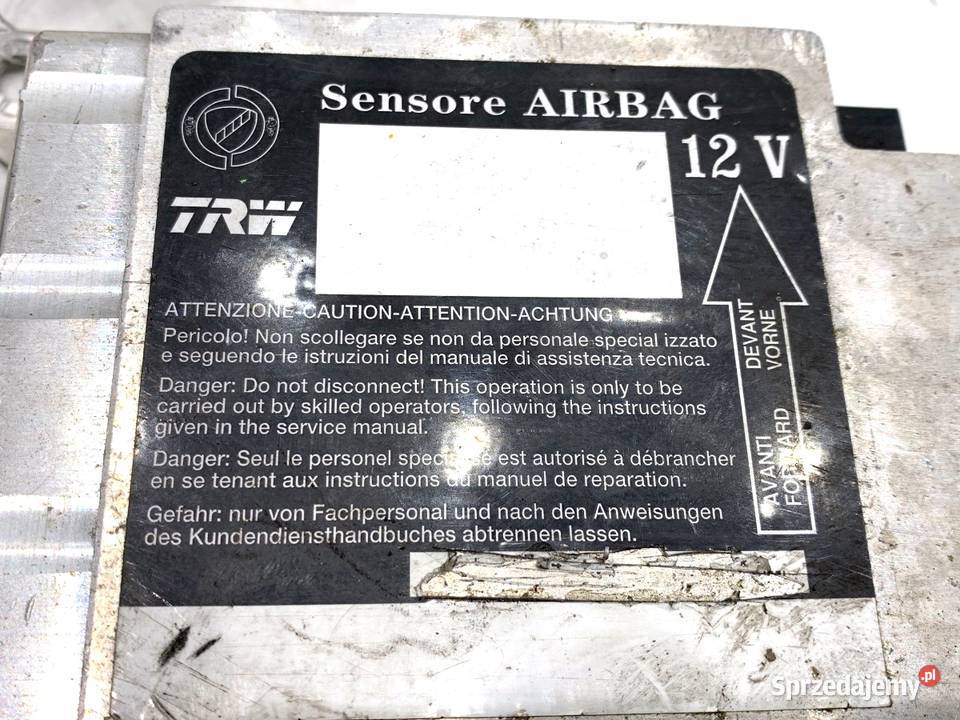 Sensore AIRBAG
12 V
TRW
ATTENZIONE-CAUTION-ATTENTION-ACHTUNG
Pericolo! Non scollegare se non da personale special izzato
e seguendo le istruzioni del manuale di assistenza tecnica.
Danger: Do not disconnect! This operation is only to be
carried out by skilled operators, following the instructions
given in the service manual.
Danger: Seul le personel specialisé est autorisé à débrancher
en se tenant aux instructions du manuel de reparation.
Gefahr: nur von Fachpersonal und nach den Anweisungen
des Kundendiensthandbuches abtrennen lassen.
DEVANT
VORNE
AVANTI
FORWARD
Sprzedajemy.pl